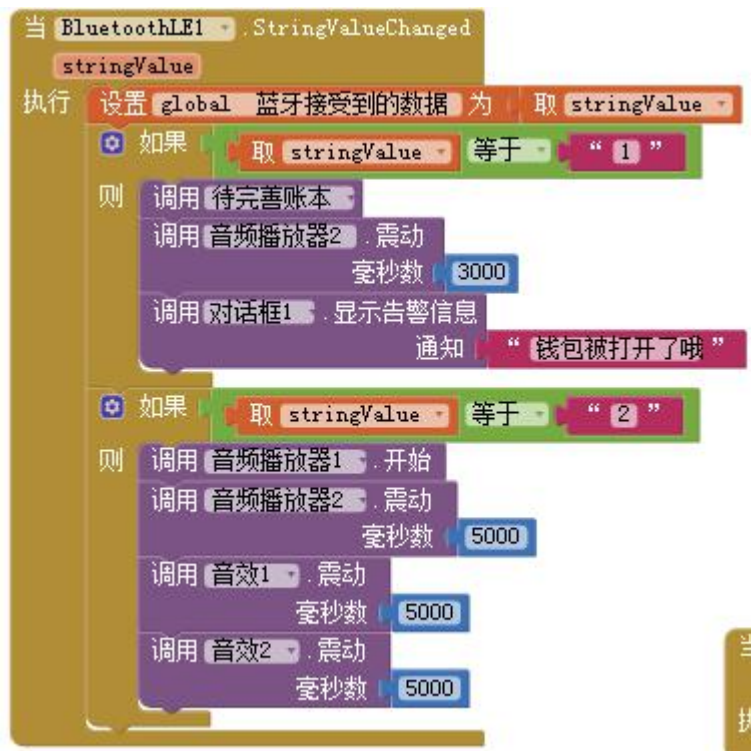 当 BluetoothLE1 .StringValueChanged
stringValue
执行 设置 global 蓝牙接受到的数据 为 取 stringValue
如果 取 stringValue 等于 “ 1 ”
则 调用 待完善账本
调用 音频播放器2 .震动
毫秒数 3000
调用 对话框1 .显示告警信息
通知 “ 钱包被打开了哦 ”
如果 取 stringValue 等于 “ 2 ”
则 调用 音频播放器1 .开始
调用 音频播放器2 .震动
毫秒数 5000
调用 音效1 .震动
毫秒数 5000
调用 音效2 .震动
毫秒数 5000
当